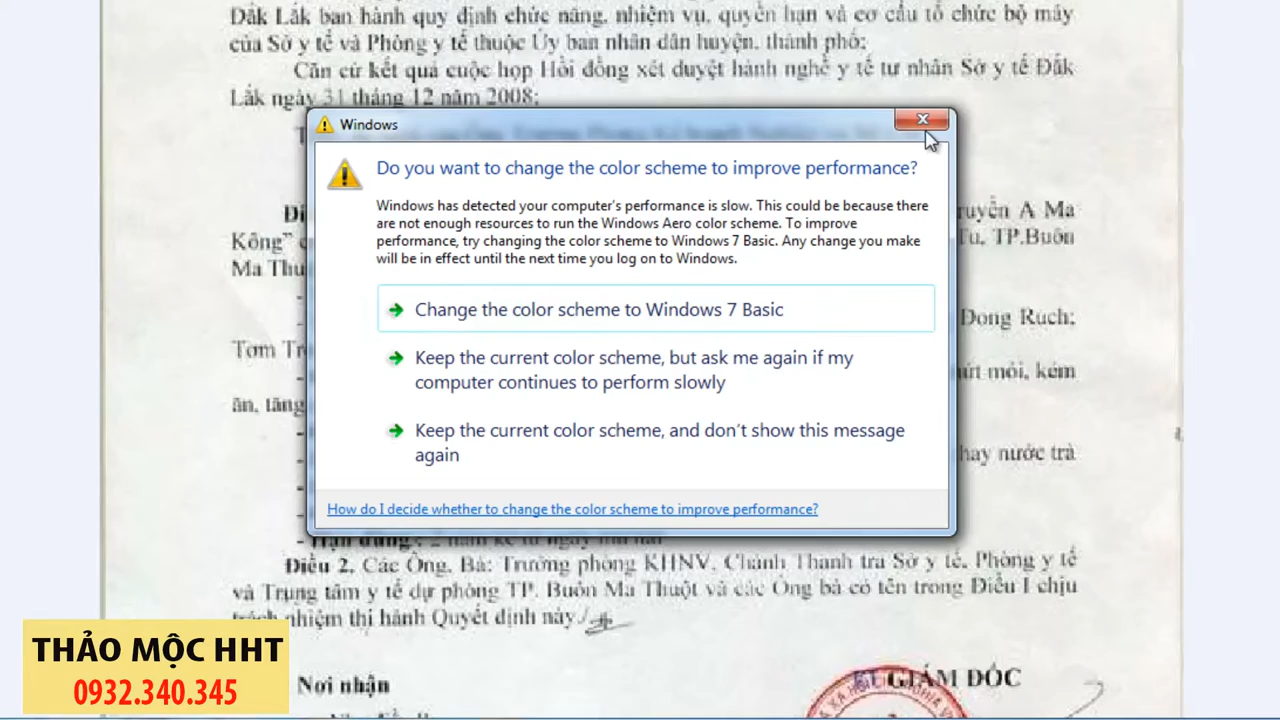 Đắk Lắk ban hành quy định chức năng, nhiệm vụ, quyền hạn và cơ cấu tổ chức bộ máy
của Sở y tế và Phòng y tế thuộc Ủy ban nhân dân huyện, thành phố;
Căn cứ kết quả cuộc họp Hội đồng xét duyệt hành nghề y tế tư nhân Sở y tế Đắk
Lắk ngày 31 tháng 12 năm 2008;
Windows
Do you want to change the color scheme to improve performance?
Windows has detected your computer's performance is slow. This could be because there
are not enough resources to run the Windows Aero color scheme. To improve
performance, try changing the color scheme to Windows 7 Basic. Any change you make
will be in effect until the next time you log on to Windows.
truyền A Ma
Kông"
Tu, TP.Buôn
Ma Thu
Change the color scheme to Windows 7 Basic
Dong Ruch;
Tơm Tr
Keep the current color scheme, but ask me again if my
computer continues to perform slowly
mỏi, kém
ăn, tăng
Keep the current color scheme, and don't show this message
again
hay nước trà
How do I decide whether to change the color scheme to improve performance?
Điều 2. Các Ông, Bà: Trưởng phòng KHNV, Chánh Thanh tra Sở y tế, Phòng y tế
và Trung tâm y tế dự phòng TP. Buôn Ma Thuột và các Ông bà có tên trong Điều I chịu
trách nhiệm thi hành Quyết định này./.
THẢO MỘC HHT
0932.340.345
Nơi nhận
GIÁM ĐỐC